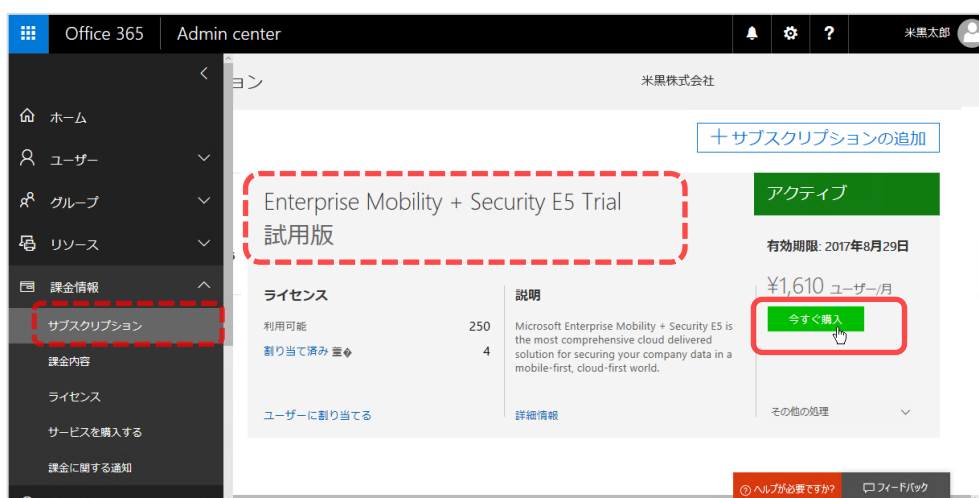 Office 365 Admin center 米黒太郎
ョン 米黒株式会社
ホーム
ユーザー
グループ
リソース
課金情報
サブスクリプション
課金内容
ライセンス
サービスを購入する
課金に関する通知
+ サブスクリプションの追加
Enterprise Mobility + Security E5 Trial
試用版
ライセンス
利用可能 250
割り当て済み 4
ユーザーに割り当てる
説明
Microsoft Enterprise Mobility + Security E5 is
the most comprehensive cloud delivered
solution for securing your company data in a
mobile-first, cloud-first world.
詳細情報
アクティブ
有効期限: 2017年8月29日
¥1,610 ユーザー/月
今すぐ購入
その他の処理
? ヘルプが必要ですか? フィードバック